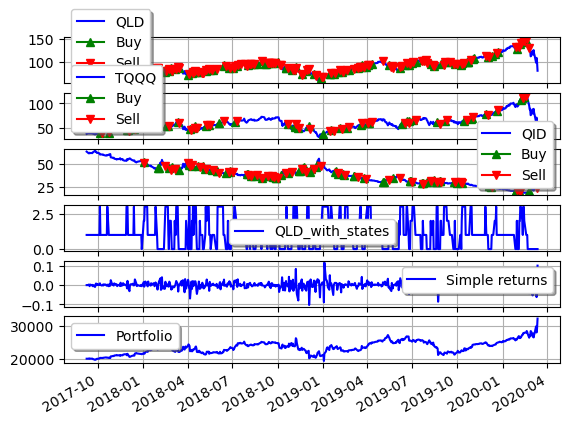 QLD
Buy
Sell
150
100
TQQQ
Buy
Sell
100
50
QID
Buy
Sell
50
25
QLD_with_states
2.5
0.0
Simple returns
0.1
0.0
−0.1
Portfolio
30000
20000
2017-10
2018-01
2018-04
2018-07
2018-10
2019-01
2019-04
2019-07
2019-10
2020-01
2020-04